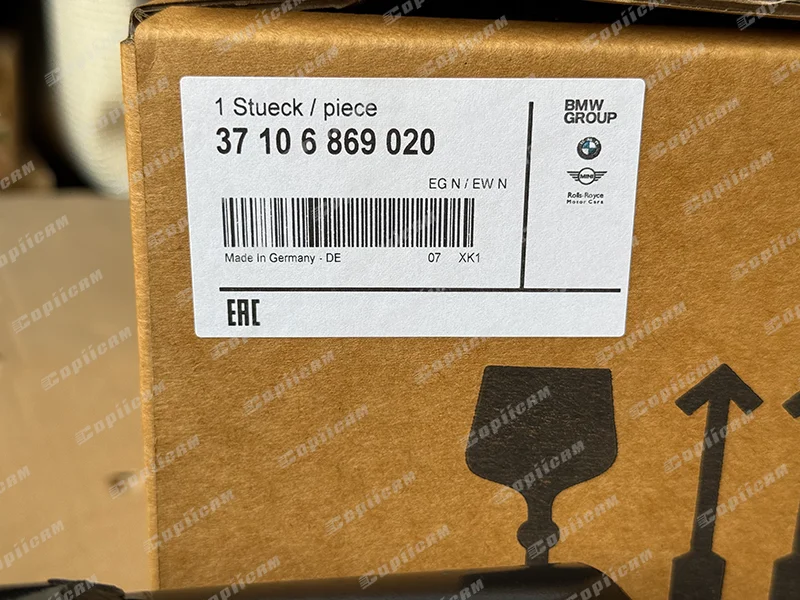 1 Stueck / piece
37 10 6 869 020
EG N / EW N
Made in Germany - DE 07 XK1
EAC
BMW
GROUP
MINI
Rolls-Royce
Motor Cars
Copiicam